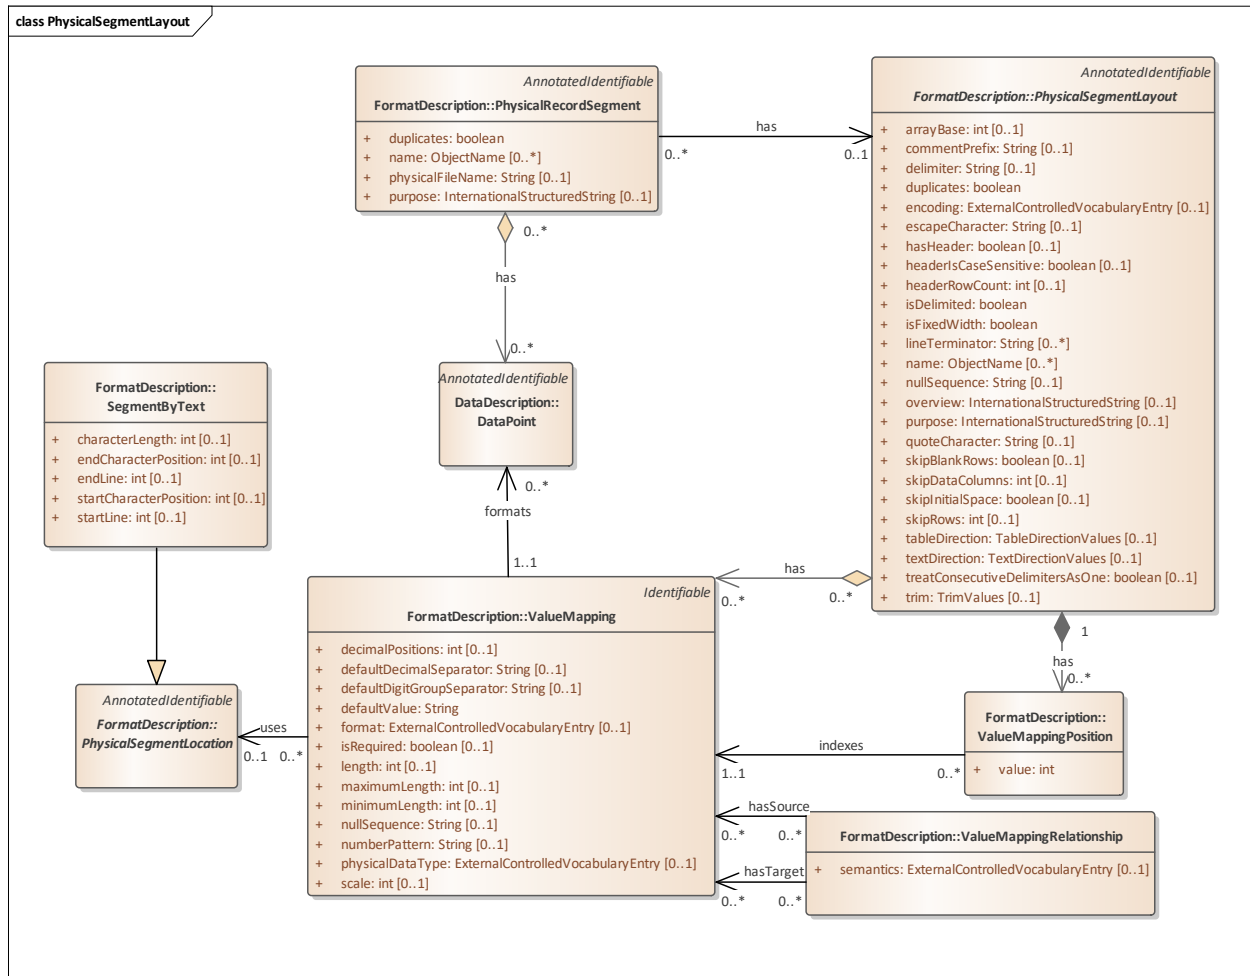 class PhysicalSegmentLayout
AnnotatedIdentifiable
FormatDescription::PhysicalRecordSegment
+ duplicates: boolean
+ name: ObjectName [0..*]
+ physicalFileName: String [0..1]
+ purpose: InternationalStructuredString [0..1]
has
0..*
0..1
AnnotatedIdentifiable
FormatDescription::PhysicalSegmentLayout
+ arrayBase: int [0..1]
+ commentPrefix: String [0..1]
+ delimiter: String [0..1]
+ duplicates: boolean
+ encoding: ExternalControlledVocabularyEntry [0..1]
+ escapeCharacter: String [0..1]
+ hasHeader: boolean [0..1]
+ headerIsCaseSensitive: boolean [0..1]
+ headerRowCount: int [0..1]
+ isDelimited: boolean
+ isFixedWidth: boolean
+ lineTerminator: String [0..*]
+ name: ObjectName [0..*]
+ nullSequence: String [0..1]
+ overview: InternationalStructuredString [0..1]
+ purpose: InternationalStructuredString [0..1]
+ quoteCharacter: String [0..1]
+ skipBlankRows: boolean [0..1]
+ skipDataColumns: int [0..1]
+ skipInitialSpace: boolean [0..1]
+ skipRows: int [0..1]
+ tableDirection: TableDirectionValues [0..1]
+ textDirection: TextDirectionValues [0..1]
+ treatConsecutiveDelimitersAsOne: boolean [0..1]
+ trim: TrimValues [0..1]
0..*
has
0..*
AnnotatedIdentifiable
DataDescription::
DataPoint
0..*
formats
1..1
FormatDescription::
SegmentByText
+ characterLength: int [0..1]
+ endCharacterPosition: int [0..1]
+ endLine: int [0..1]
+ startCharacterPosition: int [0..1]
+ startLine: int [0..1]
AnnotatedIdentifiable
FormatDescription::
PhysicalSegmentLocation
uses
0..1
0..*
Identifiable
FormatDescription::ValueMapping
+ decimalPositions: int [0..1]
+ defaultDecimalSeparator: String [0..1]
+ defaultDigitGroupSeparator: String [0..1]
+ defaultValue: String
+ format: ExternalControlledVocabularyEntry [0..1]
+ isRequired: boolean [0..1]
+ length: int [0..1]
+ maximumLength: int [0..1]
+ minimumLength: int [0..1]
+ nullSequence: String [0..1]
+ numberPattern: String [0..1]
+ physicalDataType: ExternalControlledVocabularyEntry [0..1]
+ scale: int [0..1]
has
0..*
0..*
1
has
0..*
FormatDescription::
ValueMappingPosition
+ value: int
indexes
1..1
0..*
hasSource
0..*
0..*
hasTarget
0..*
0..*
FormatDescription::ValueMappingRelationship
+ semantics: ExternalControlledVocabularyEntry [0..1]